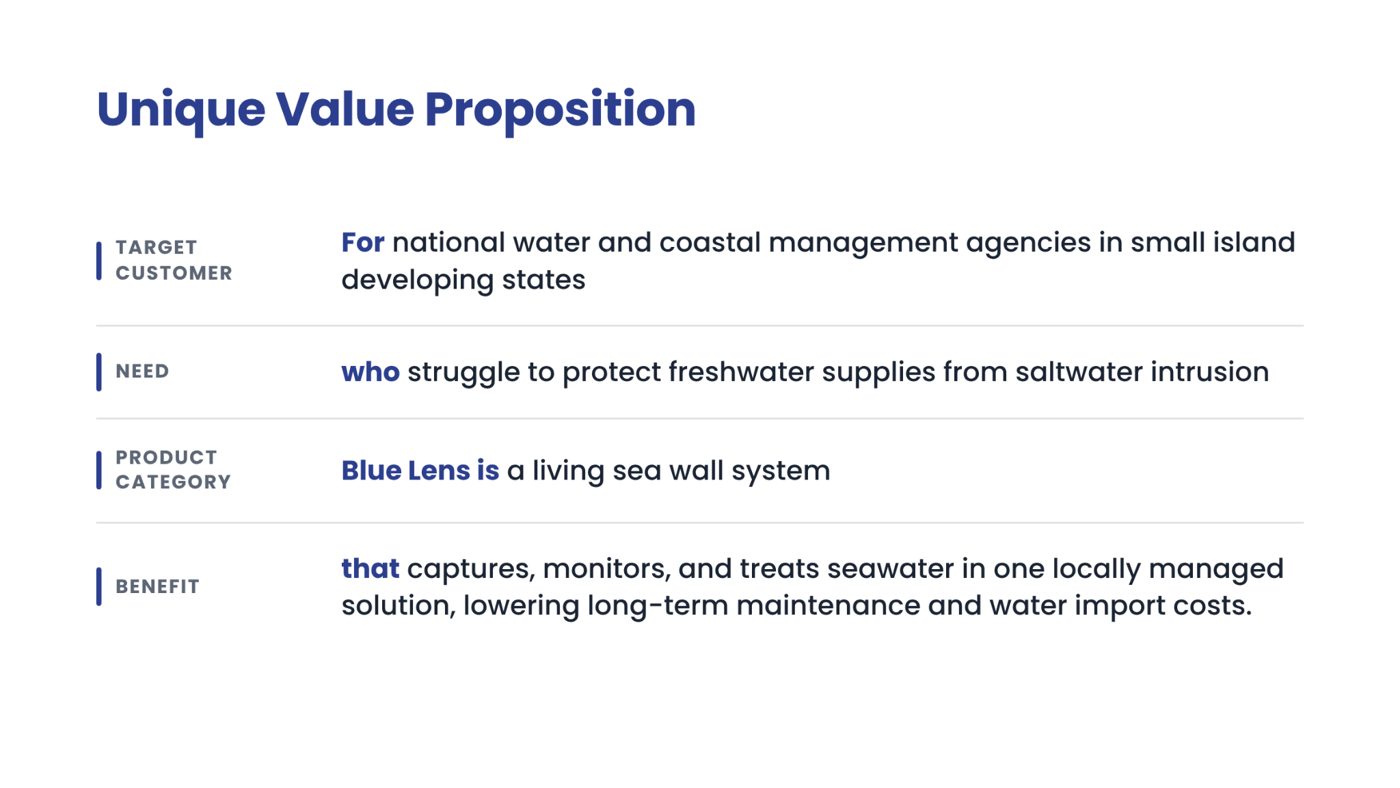 Unique Value Proposition
TARGET
CUSTOMER
For national water and coastal management agencies in small island
developing states
NEED
who struggle to protect freshwater supplies from saltwater intrusion
PRODUCT
CATEGORY
Blue Lens is a living sea wall system
BENEFIT
that captures, monitors, and treats seawater in one locally managed
solution, lowering long-term maintenance and water import costs.